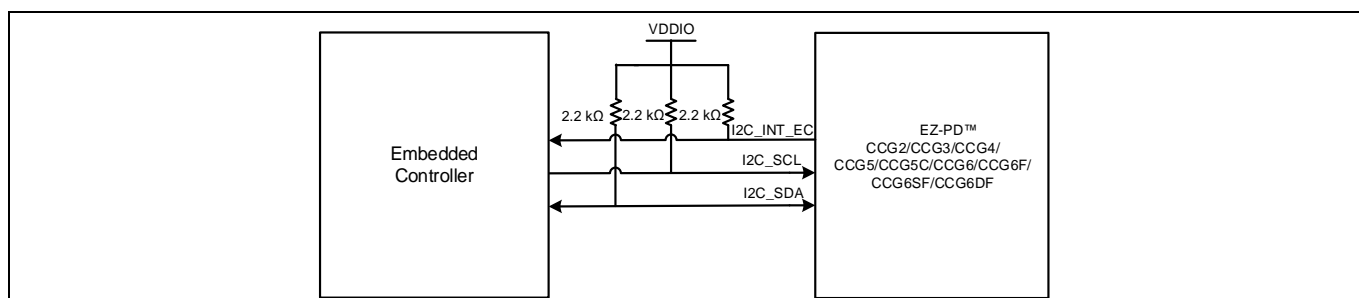 VDDIO
2.2 kΩ 2.2 kΩ 2.2 kΩ
I2C_INT_EC
I2C_SCL
I2C_SDA
Embedded
Controller
EZ-PD™
CCG2/CCG3/CCG4/
CCG5/CCG5C/CCG6/CCG6F/
CCG6SF/CCG6DF